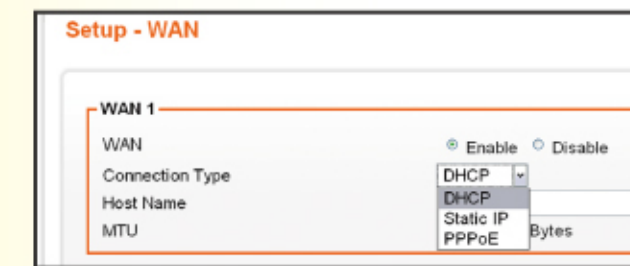 Setup - WAN
WAN 1
WAN Enable Disable
Connection Type DHCP
DHCP
Host Name
Static IP
MTU Bytes
PPPoE